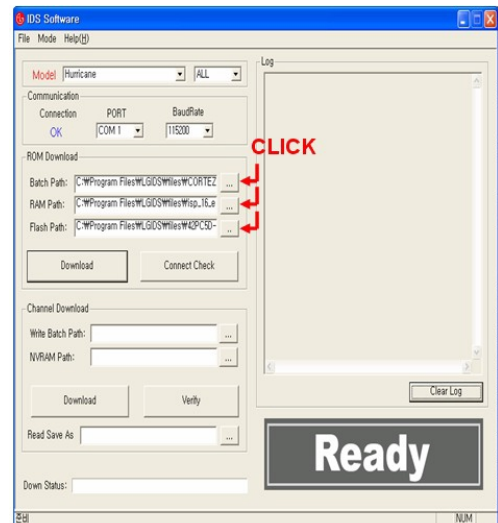 IDS Software
File Mode Help(H)
Model Hurricane ALL
Communication
Connection PORT BaudRate
OK COM 1 115200
ROM Download
CLICK
Batch Path: C:₩Program Files₩LGIDS₩files₩CORTEZ ...
RAM Path: C:₩Program Files₩LGIDS₩files₩isp_16_e ...
Flash Path: C:₩Program Files₩LGIDS₩files₩42PC5D- ...
Download Connect Check
Channel Download
Write Batch Path: ...
NVRAM Path: ...
Download Verify
Read Save As ...
Down Status:
Log
Clear Log
Ready
준비 NUM